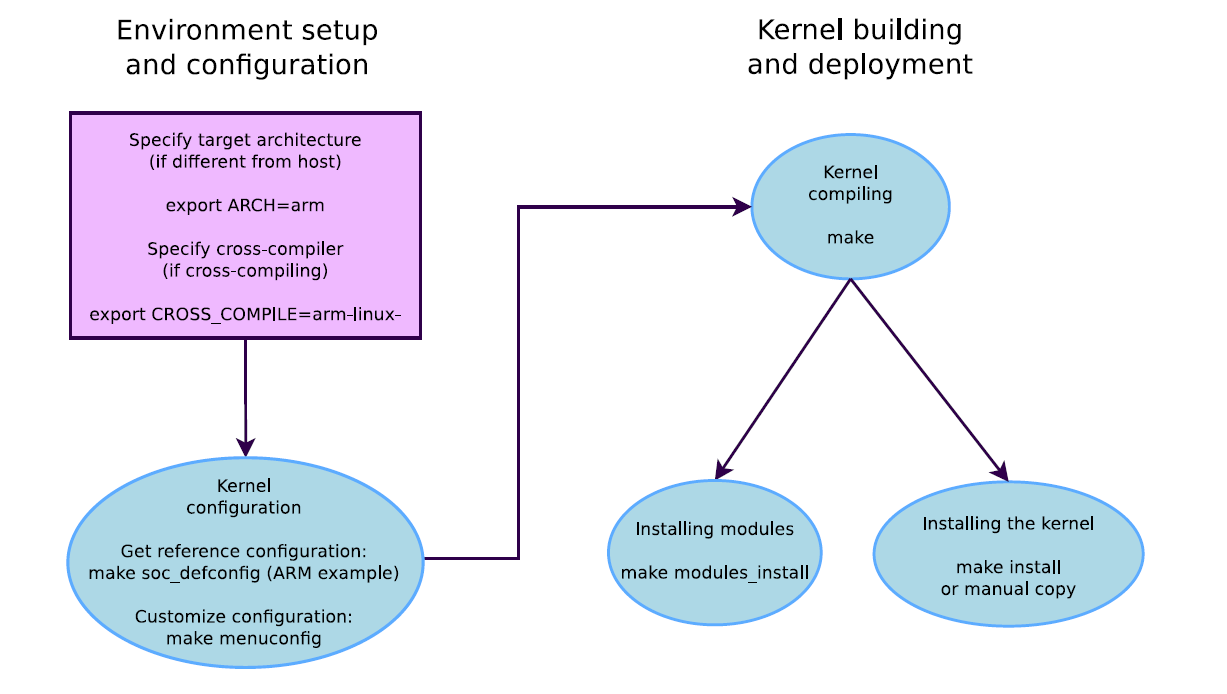 Environment setup
and configuration
Specify target architecture
(if different from host)
export ARCH=arm
Specify cross-compiler
(if cross-compiling)
export CROSS_COMPILE=arm-linux-
Kernel
configuration
Get reference configuration:
make soc_defconfig (ARM example)
Customize configuration:
make menuconfig
Kernel building
and deployment
Kernel
compiling
make
Installing modules
make modules_install
Installing the kernel
make install
or manual copy